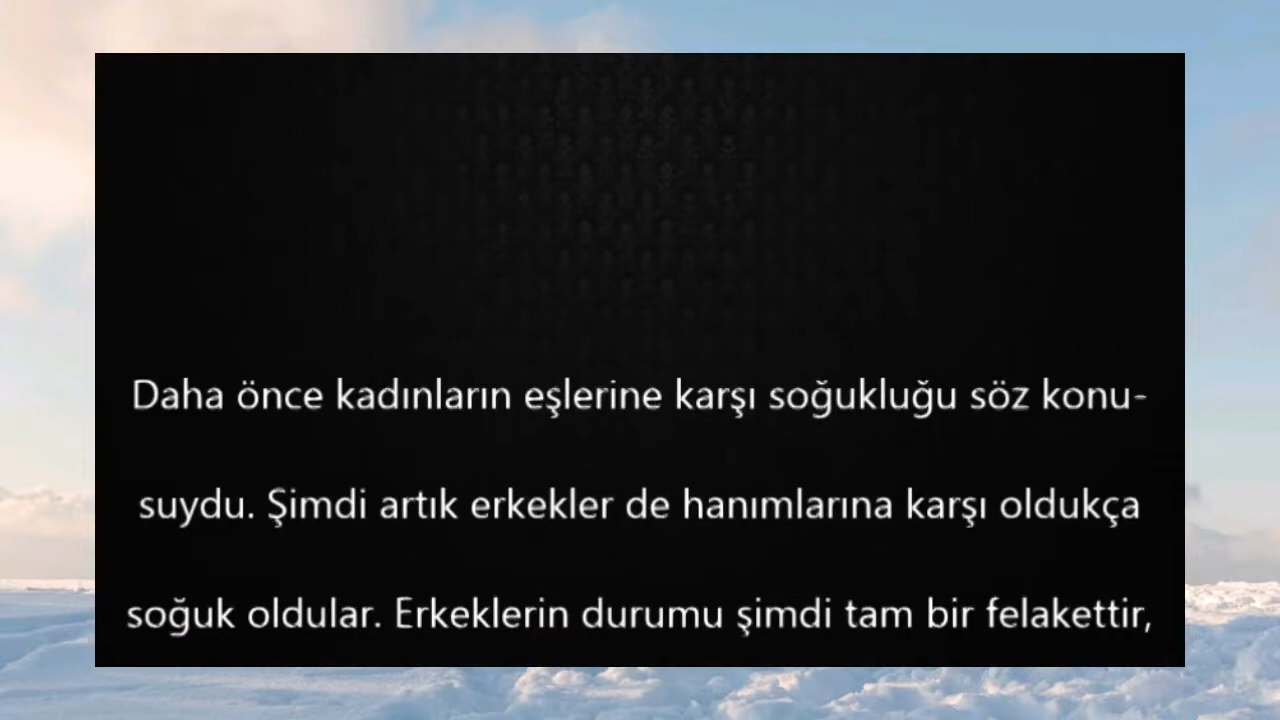 Daha önce kadınların eşlerine karşı soğukluğu söz konu-
suydu. Şimdi artık erkekler de hanımlarına karşı oldukça
soğuk oldular. Erkeklerin durumu şimdi tam bir felakettir,